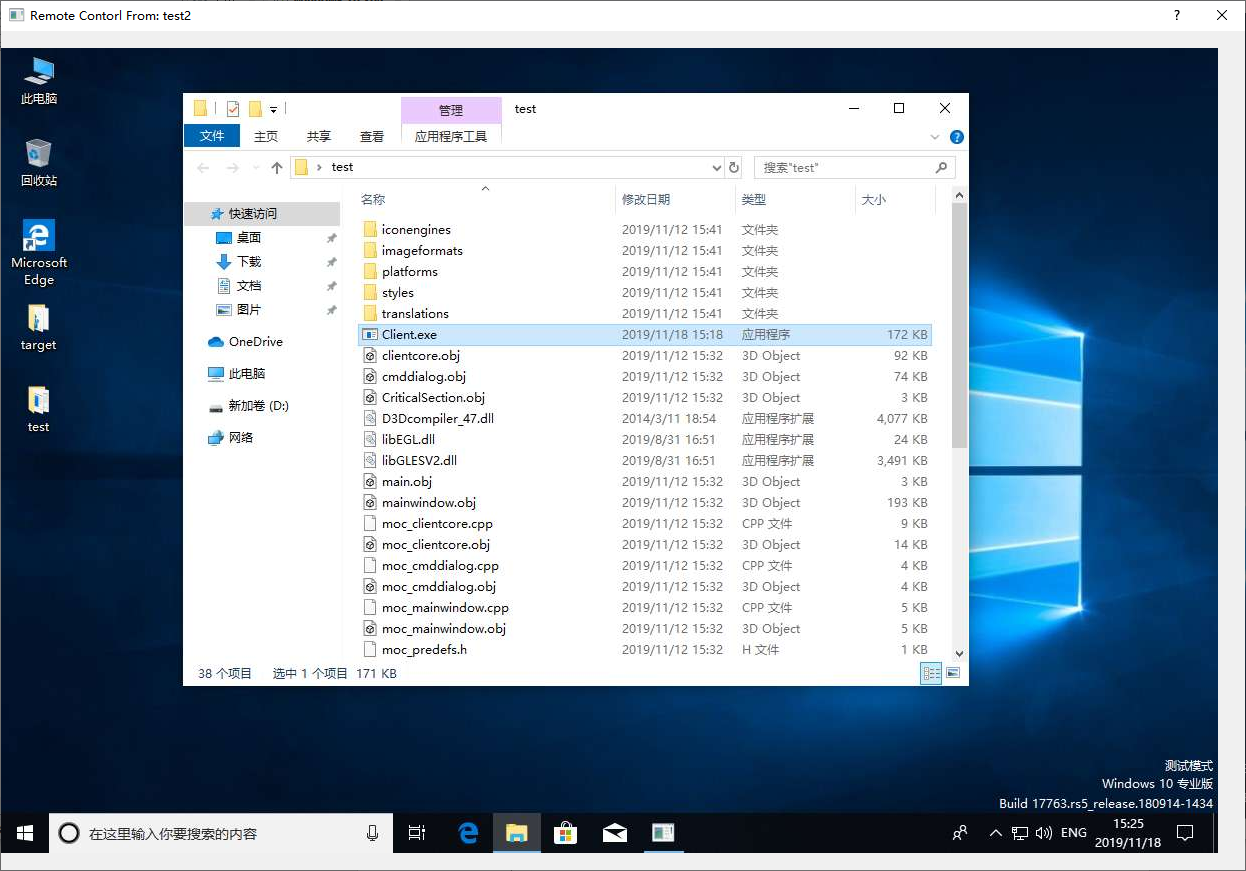 Remote Contorl From: test2
?
此电脑
回收站
Microsoft
Edge
target
test
管理
test
文件
主页
共享
查看
应用程序工具
?
test
搜索"test"
名称
修改日期
类型
大小
快速访问
桌面
下载
文档
图片
OneDrive
此电脑
新加卷 (D:)
网络
iconengines 2019/11/12 15:41 文件夹
imageformats 2019/11/12 15:41 文件夹
platforms 2019/11/12 15:41 文件夹
styles 2019/11/12 15:41 文件夹
translations 2019/11/12 15:41 文件夹
Client.exe 2019/11/18 15:18 应用程序 172 KB
clientcore.obj 2019/11/12 15:32 3D Object 92 KB
cmddialog.obj 2019/11/12 15:32 3D Object 74 KB
CriticalSection.obj 2019/11/12 15:32 3D Object 3 KB
D3Dcompiler_47.dll 2014/3/11 18:54 应用程序扩展 4,077 KB
libEGL.dll 2019/8/31 16:51 应用程序扩展 24 KB
libGLESV2.dll 2019/8/31 16:51 应用程序扩展 3,491 KB
main.obj 2019/11/12 15:32 3D Object 3 KB
mainwindow.obj 2019/11/12 15:32 3D Object 193 KB
moc_clientcore.cpp 2019/11/12 15:32 CPP 文件 9 KB
moc_clientcore.obj 2019/11/12 15:32 3D Object 14 KB
moc_cmddialog.cpp 2019/11/12 15:32 CPP 文件 4 KB
moc_cmddialog.obj 2019/11/12 15:32 3D Object 4 KB
moc_mainwindow.cpp 2019/11/12 15:32 CPP 文件 5 KB
moc_mainwindow.obj 2019/11/12 15:32 3D Object 5 KB
moc_predefs.h 2019/11/12 15:32 H 文件 1 KB
38 个项目 选中 1 个项目 171 KB
测试模式
Windows 10 专业版
Build 17763.rs5_release.180914-1434
在这里输入你要搜索的内容
ENG
15:25
2019/11/18